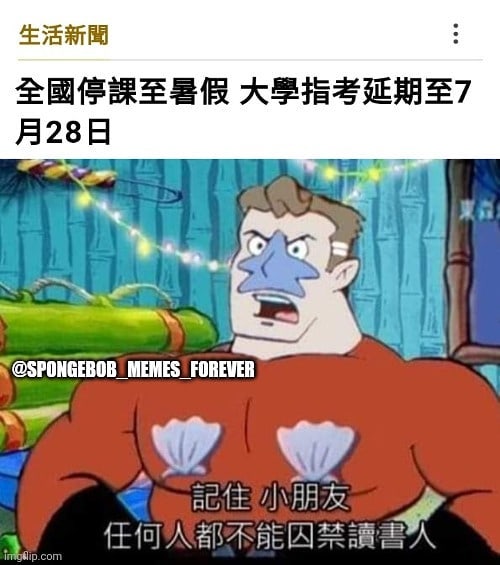 生活新聞
全國停課至暑假 大學指考延期至7
月28日
東森
@SPONGEBOB_MEMES_FOREVER
記住 小朋友
任何人都不能囚禁讀書人
imgflip.com